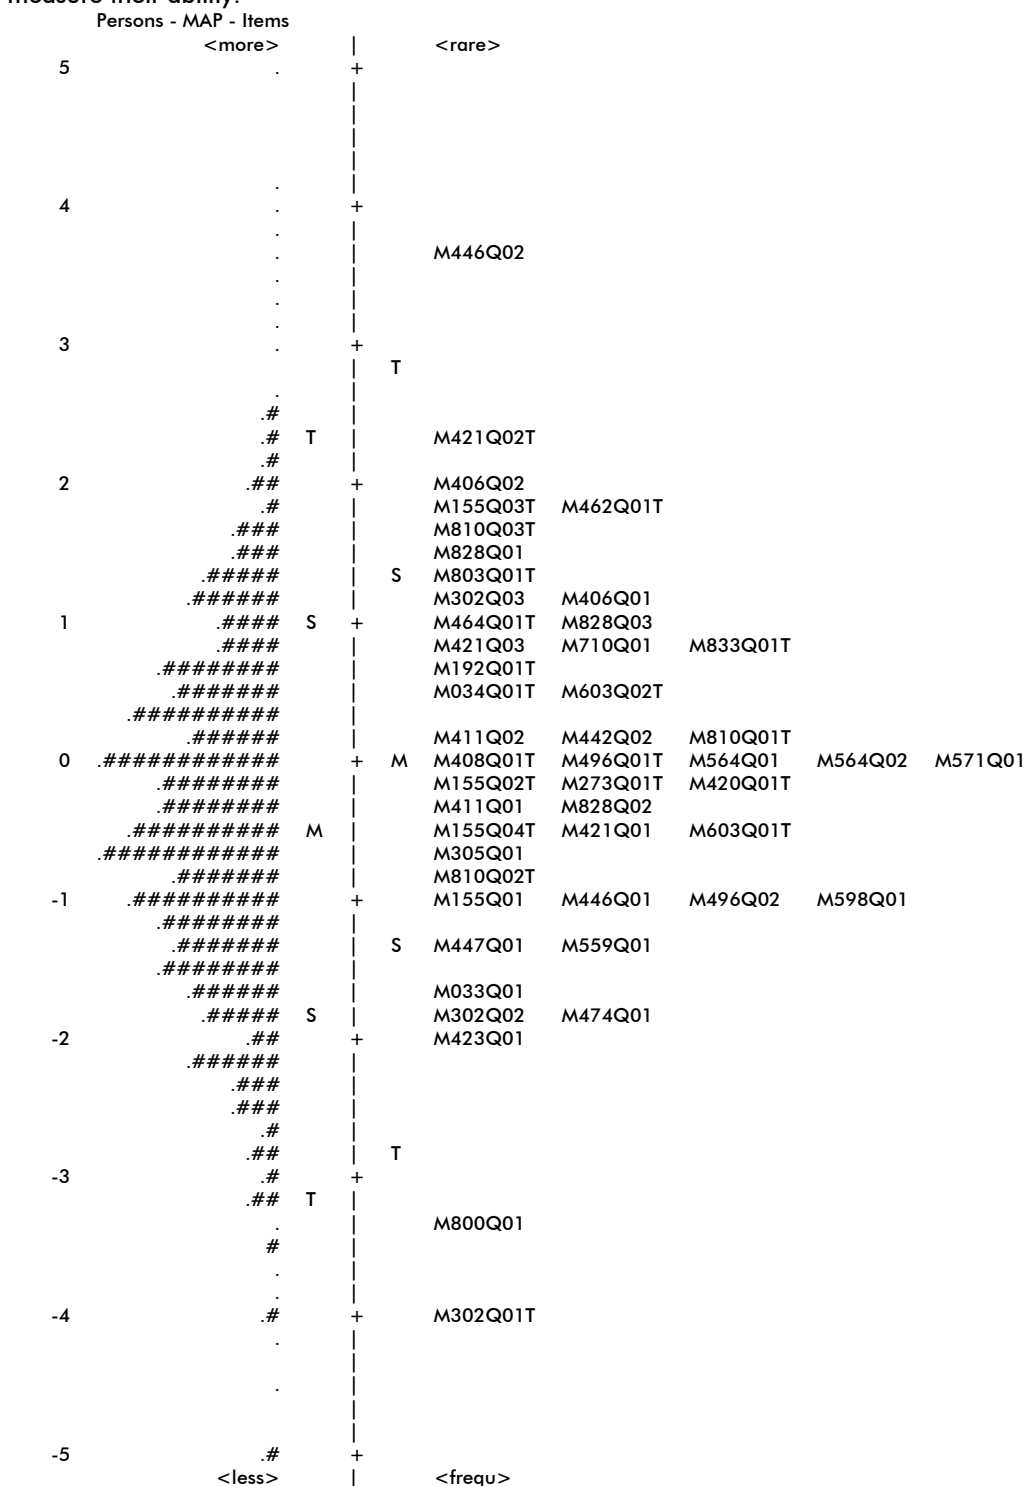 measure their ability.
Persons - MAP - Items
<more> | <rare>
5 . +
|
|
|
|
. |
4 . +
. |
. | M446Q02
. |
. |
. |
3 . +
| T
. |
.# |
.# T | M421Q02T
.# |
2 .## + M406Q02
.# | M155Q03T M462Q01T
.### | M810Q03T
.### | M828Q01
.##### | S M803Q01T
.###### | M302Q03 M406Q01
1 .#### S + M464Q01T M828Q03
.#### | M421Q03 M710Q01 M833Q01T
.######## | M192Q01T
.####### | M034Q01T M603Q02T
.########## |
.###### | M411Q02 M442Q02 M810Q01T
0 .############ + M M408Q01T M496Q01T M564Q01 M564Q02 M571Q01
.######## | M155Q02T M273Q01T M420Q01T
.######## | M411Q01 M828Q02
.########## M | M155Q04T M421Q01 M603Q01T
.############ | M305Q01
.####### | M810Q02T
-1 .########## + M155Q01 M446Q01 M496Q02 M598Q01
.######## |
.####### | S M447Q01 M559Q01
.######## |
.###### | M033Q01
.##### S | M302Q02 M474Q01
-2 .## + M423Q01
.###### |
.### |
.### |
.# |
.## | T
-3 .# +
.## T |
. | M800Q01
# |
. |
. |
-4 .# + M302Q01T
. |
|
. |
|
|
-5 .# +
<less> | <frequ>